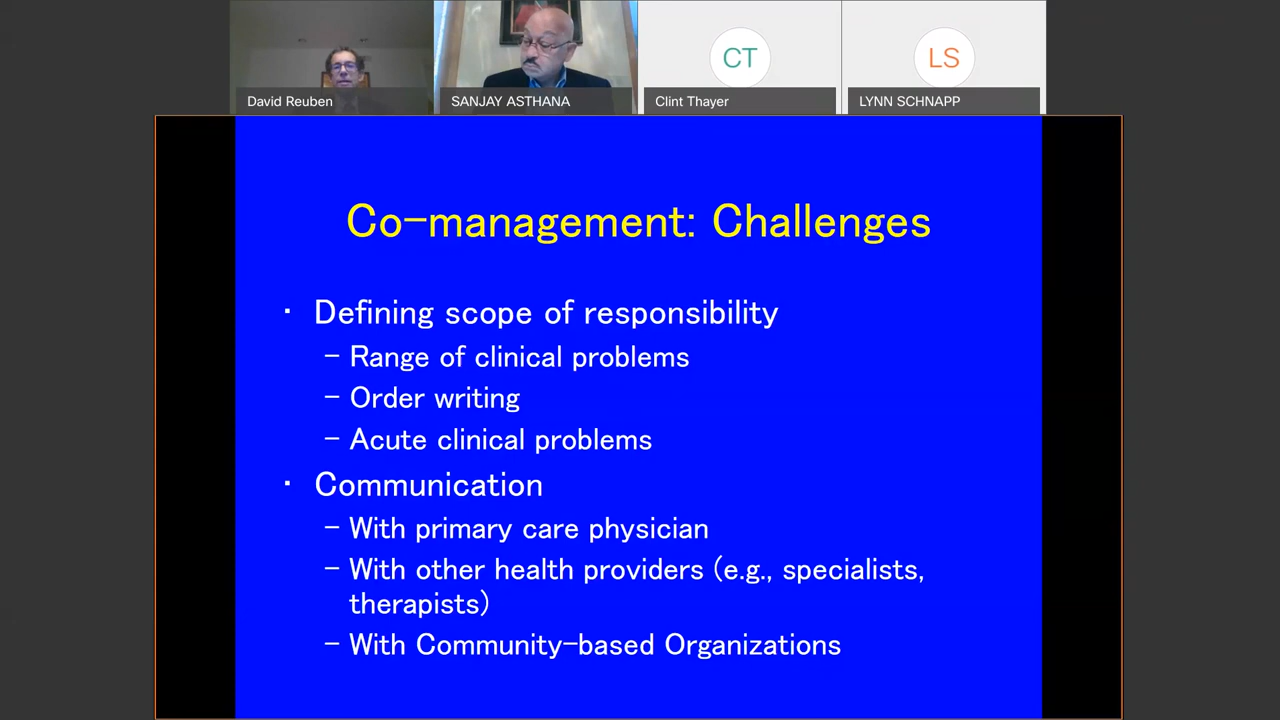 David Reuben
SANJAY ASTHANA
CT
Clint Thayer
LS
LYNN SCHNAPP
Co-management: Challenges
· Defining scope of responsibility
– Range of clinical problems
– Order writing
– Acute clinical problems
· Communication
– With primary care physician
– With other health providers (e.g., specialists,
therapists)
– With Community-based Organizations